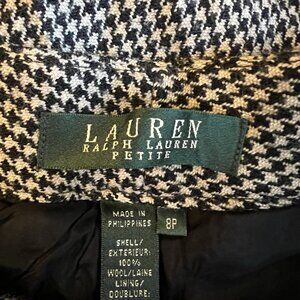 LAUREN
RALPH LAUREN
PETITE
MADE IN
PHILIPPINES
8P
SHELL/
EXTERIEUR:
100%
WOOL/LAINE
LINING/
DOUBLURE: